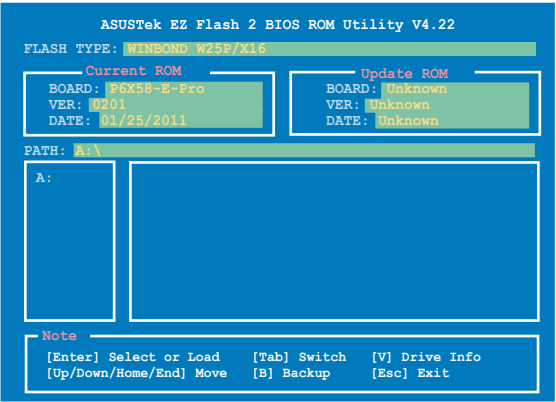 ASUSTek EZ Flash 2 BIOS ROM Utility V4.22
FLASH TYPE: WINBOND W25P/X16
Current ROM
BOARD: P6X58-E-Pro
VER: 0201
DATE: 01/25/2011
Update ROM
BOARD: Unknown
VER: Unknown
DATE: Unknown
PATH: A:\
A:
Note
[Enter] Select or Load [Tab] Switch [V] Drive Info
[Up/Down/Home/End] Move [B] Backup [Esc] Exit